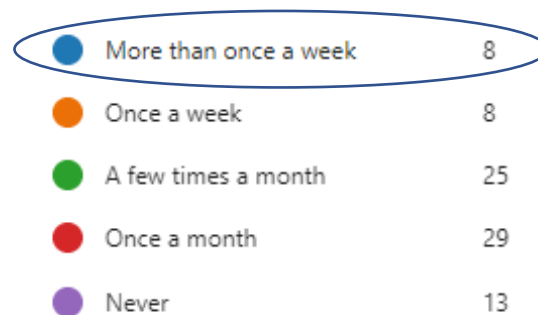 More than once a week 8
Once a week 8
A few times a month 25
Once a month 29
Never 13